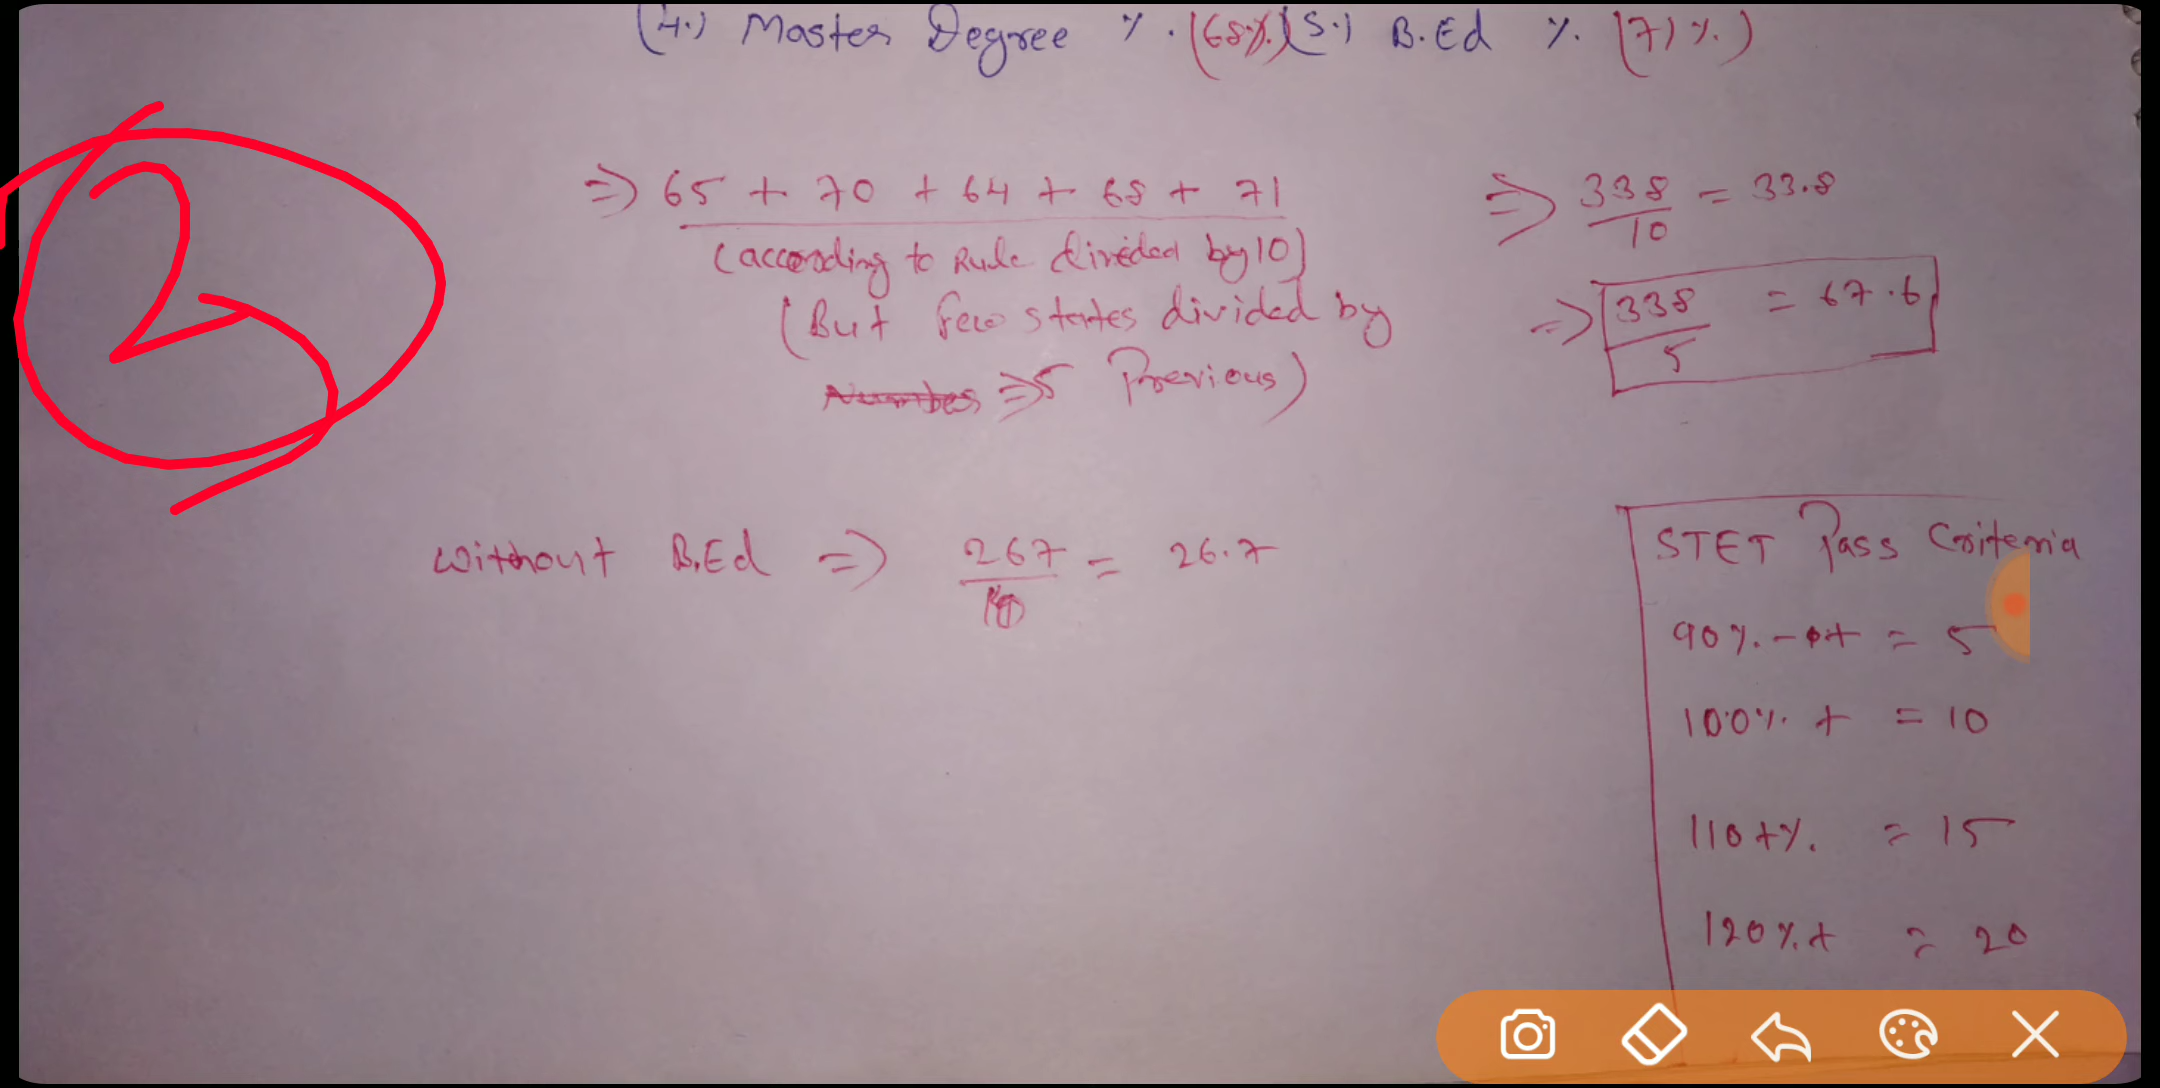 (4.) Master Degree %. (68%.) (5.) B.Ed %. (71%.)
2
=> 65 + 70 + 64 + 68 + 71
(according to Rule divided by 10)
(But few states divided by
Number => 5 Previous)
=> 338/10 = 33.8
=> 338/5 = 67.6
without B.Ed => 267/10 = 26.7
STET Pass Criteria
90%. - + = 5
100%. + = 10
110+%. = 15
120%.+ = 20